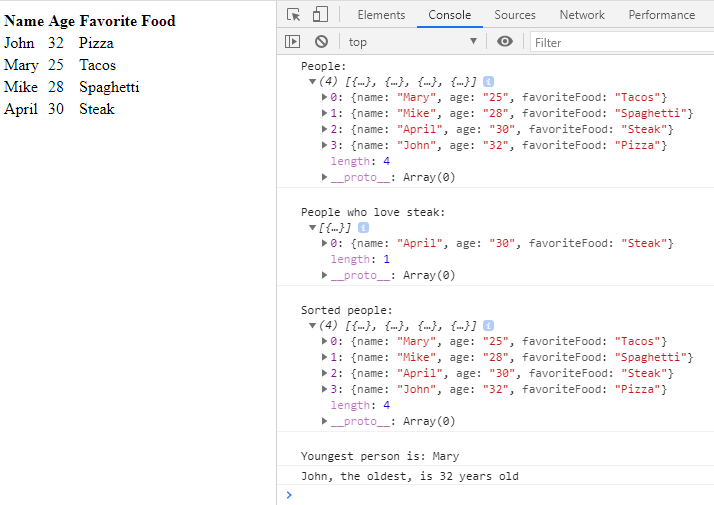 Name Age Favorite Food
John 32 Pizza
Mary 25 Tacos
Mike 28 Spaghetti
April 30 Steak
Elements Console Sources Network Performance
top ▼ Filter
People:
▼(4) [{…}, {…}, {…}, {…}] i
▶0: {name: "Mary", age: "25", favoriteFood: "Tacos"}
▶1: {name: "Mike", age: "28", favoriteFood: "Spaghetti"}
▶2: {name: "April", age: "30", favoriteFood: "Steak"}
▶3: {name: "John", age: "32", favoriteFood: "Pizza"}
length: 4
▶__proto__: Array(0)
People who love steak:
▼[{…}] i
▶0: {name: "April", age: "30", favoriteFood: "Steak"}
length: 1
▶__proto__: Array(0)
Sorted people:
▼(4) [{…}, {…}, {…}, {…}] i
▶0: {name: "Mary", age: "25", favoriteFood: "Tacos"}
▶1: {name: "Mike", age: "28", favoriteFood: "Spaghetti"}
▶2: {name: "April", age: "30", favoriteFood: "Steak"}
▶3: {name: "John", age: "32", favoriteFood: "Pizza"}
length: 4
▶__proto__: Array(0)
Youngest person is: Mary
John, the oldest, is 32 years old